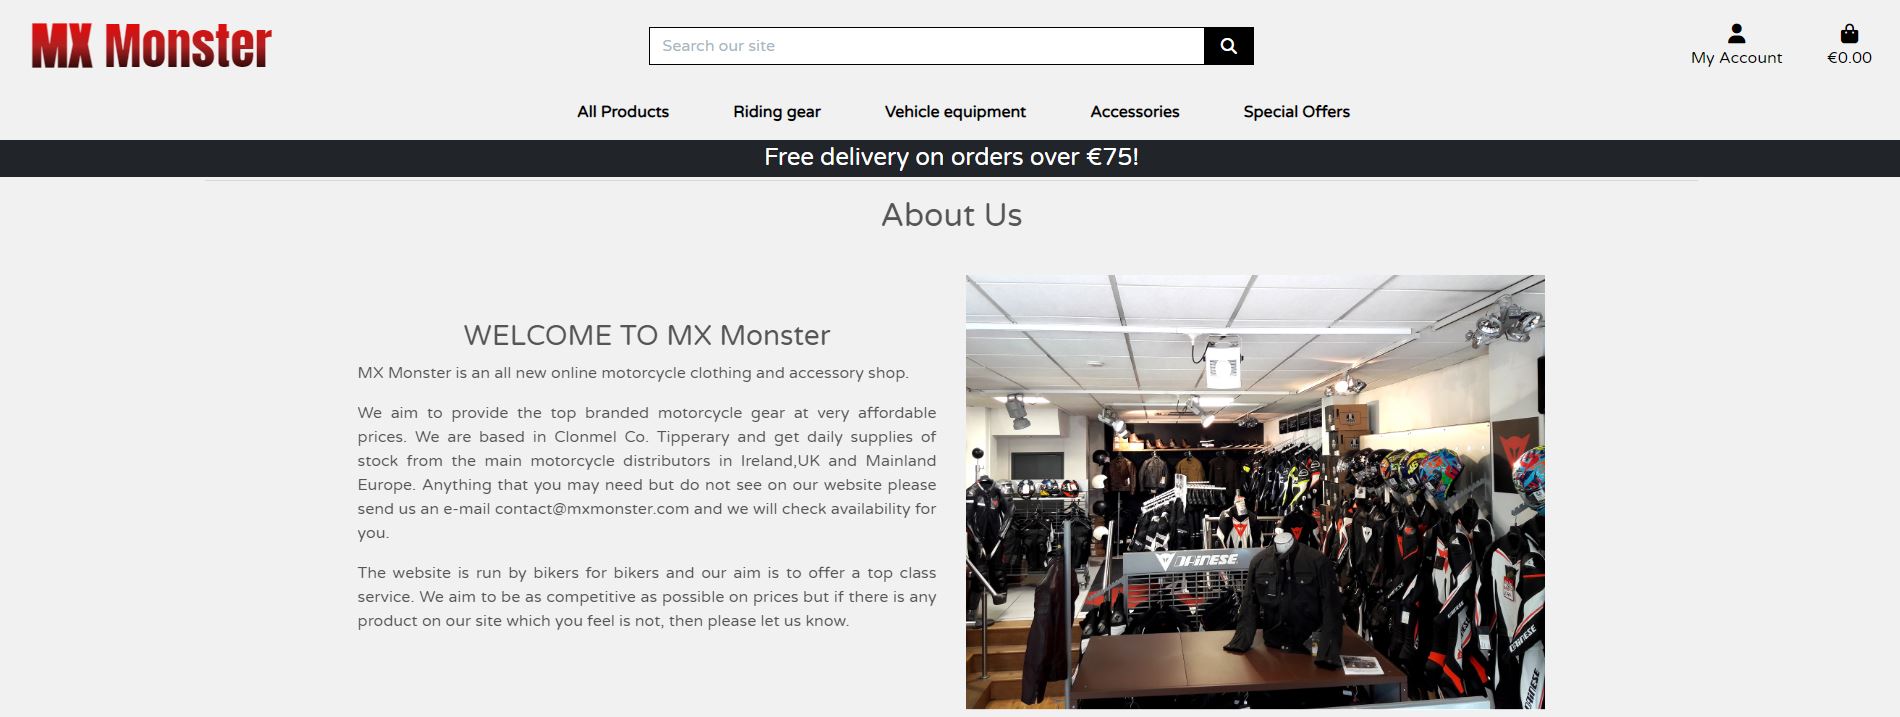 MX Monster
Search our site
My Account
€0.00
All Products
Riding gear
Vehicle equipment
Accessories
Special Offers
Free delivery on orders over €75!
About Us
WELCOME TO MX Monster
MX Monster is an all new online motorcycle clothing and accessory shop.
We aim to provide the top branded motorcycle gear at very affordable
prices. We are based in Clonmel Co. Tipperary and get daily supplies of
stock from the main motorcycle distributors in Ireland,UK and Mainland
Europe. Anything that you may need but do not see on our website please
send us an e-mail contact@mxmonster.com and we will check availability for
you.
The website is run by bikers for bikers and our aim is to offer a top class
service. We aim to be as competitive as possible on prices but if there is any
product on our site which you feel is not, then please let us know.
DAINESE
DAINESE
DAINESE